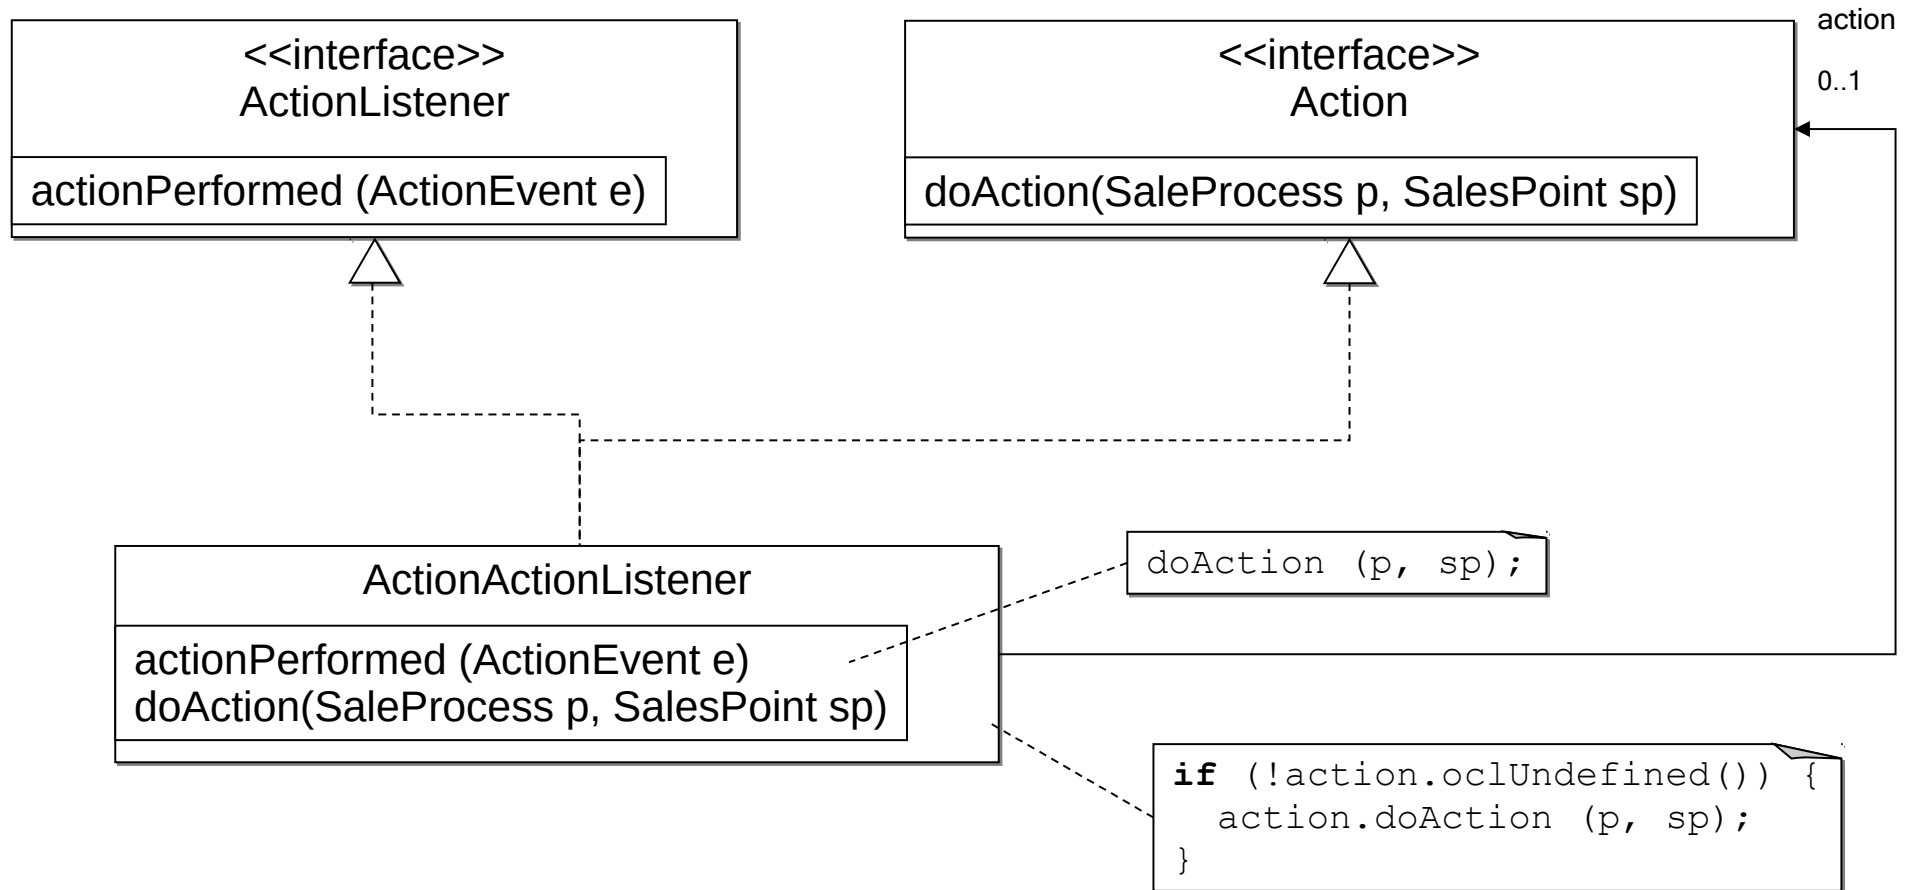 <<interface>>
ActionListener
actionPerformed (ActionEvent e)
<<interface>>
Action
doAction(SaleProcess p, SalesPoint sp)
action
0..1
ActionActionListener
actionPerformed (ActionEvent e)
doAction(SaleProcess p, SalesPoint sp)
doAction (p, sp);
if (!action.oclUndefined()) {
action.doAction (p, sp);
}